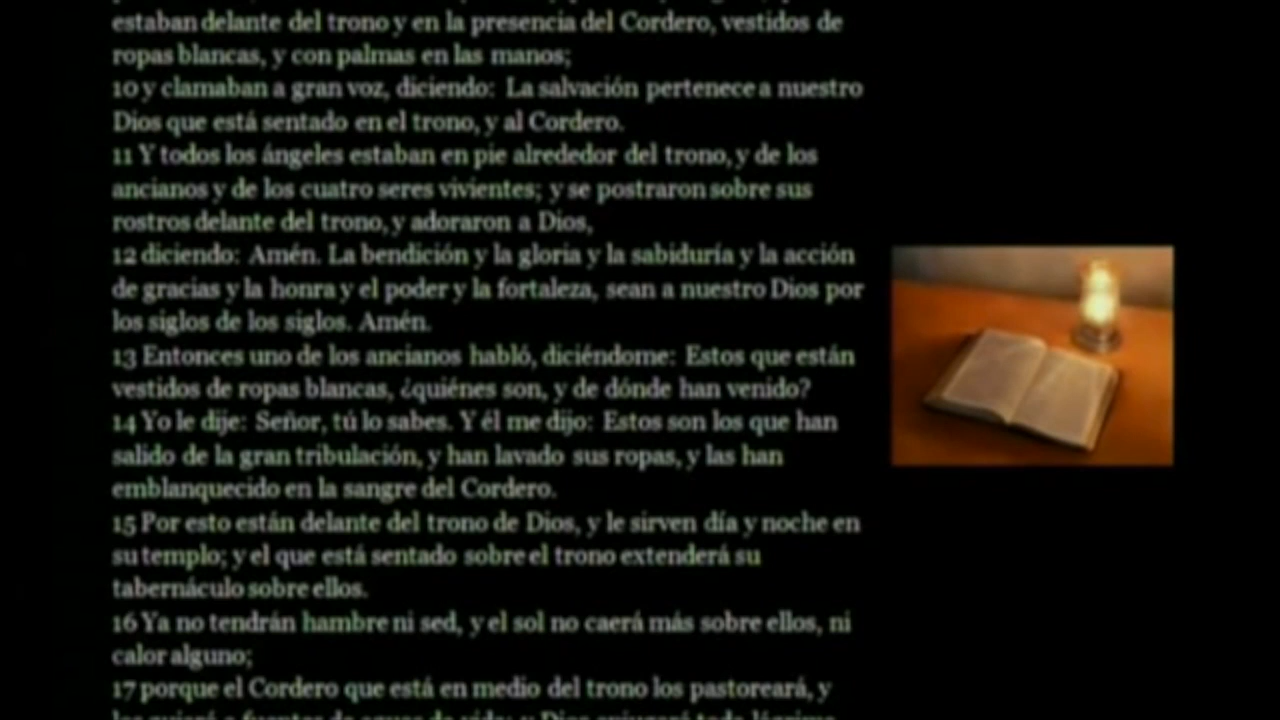 estaban delante del trono y en la presencia del Cordero, vestidos de
ropas blancas, y con palmas en las manos;
10 y clamaban a gran voz, diciendo: La salvación pertenece a nuestro
Dios que está sentado en el trono, y al Cordero.
11 Y todos los ángeles estaban en pie alrededor del trono, y de los
ancianos y de los cuatro seres vivientes; y se postraron sobre sus
rostros delante del trono, y adoraron a Dios,
12 diciendo: Amén. La bendición y la gloria y la sabiduría y la acción
de gracias y la honra y el poder y la fortaleza, sean a nuestro Dios por
los siglos de los siglos. Amén.
13 Entonces uno de los ancianos habló, diciéndome: Estos que están
vestidos de ropas blancas, ¿quiénes son, y de dónde han venido?
14 Yo le dije: Señor, tú lo sabes. Y él me dijo: Estos son los que han
salido de la gran tribulación, y han lavado sus ropas, y las han
emblanquecido en la sangre del Cordero.
15 Por esto están delante del trono de Dios, y le sirven día y noche en
su templo; y el que está sentado sobre el trono extenderá su
tabernáculo sobre ellos.
16 Ya no tendrán hambre ni sed, y el sol no caerá más sobre ellos, ni
calor alguno;
17 porque el Cordero que está en medio del trono los pastoreará, y